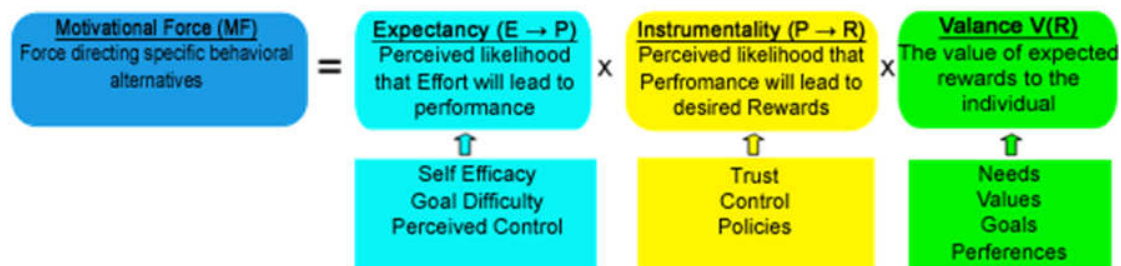 Motivational Force (MF)
Force directing specific behavioral
alternatives
=
Expectancy (E → P)
Perceived likelihood
that Effort will lead to
performance
x
Instrumentality (P → R)
Perceived likelihood that
Perfromance will lead to
desired Rewards
x
Valance V(R)
The value of expected
rewards to the
individual
Self Efficacy
Goal Difficulty
Perceived Control
Trust
Control
Policies
Needs
Values
Goals
Perferences